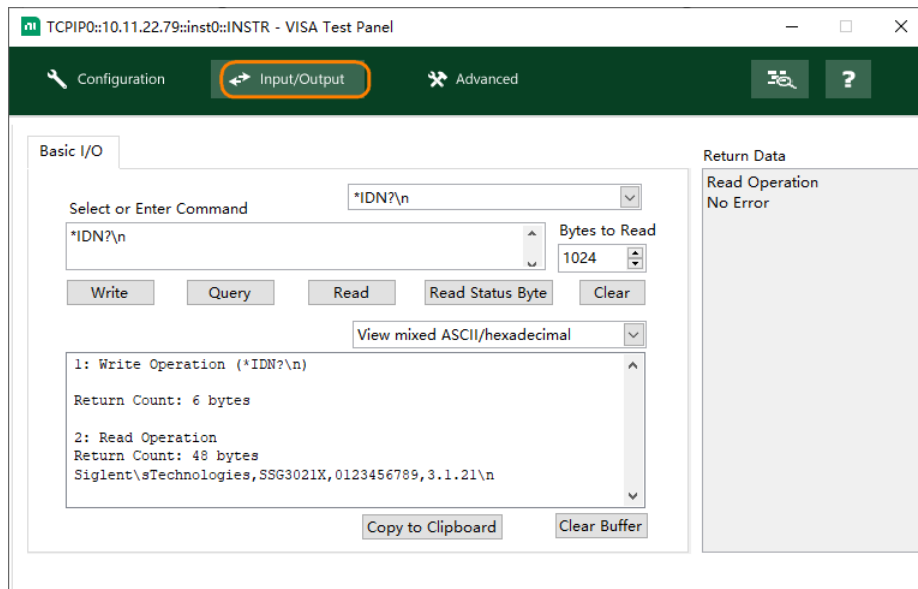 TCPIP0::10.11.22.79::inst0::INSTR - VISA Test Panel
Configuration
Input/Output
Advanced
?
Basic I/O
Return Data
Read Operation
No Error
*IDN?\n
Select or Enter Command
*IDN?\n
Bytes to Read
1024
Write
Query
Read
Read Status Byte
Clear
View mixed ASCII/hexadecimal
1: Write Operation (*IDN?\n)
Return Count: 6 bytes
2: Read Operation
Return Count: 48 bytes
Siglent\sTechnologies,SSG3021X,0123456789,3.1.21\n
Copy to Clipboard
Clear Buffer